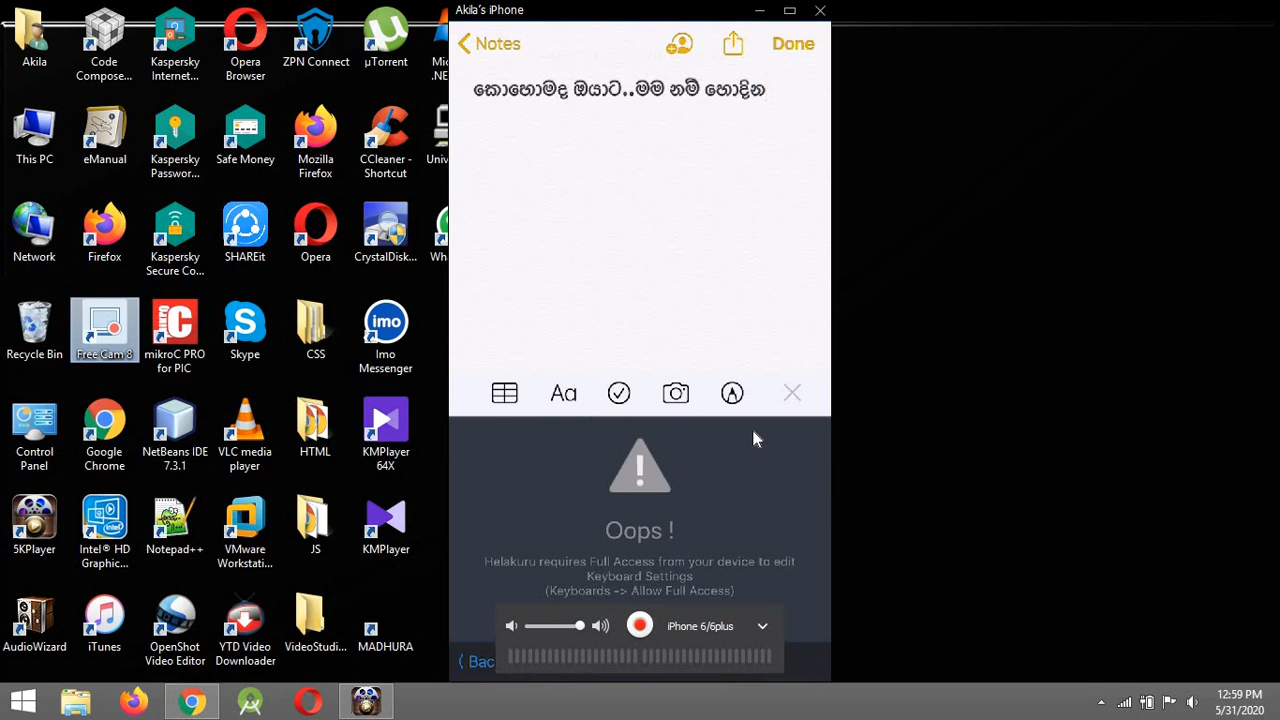 Akila's iPhone
Notes
Done
කොහොමද ඔයාට..මම නම් හොදින
Akila
Code
Compose...
Kaspersky
Internet...
Opera
Browser
ZPN Connect
µTorrent
Mic
.NE
This PC
eManual
Kaspersky
Passwor...
Safe Money
Mozilla
Firefox
CCleaner -
Shortcut
Univ
Network
Firefox
Kaspersky
Secure Co...
SHAREit
Opera
CrystalDisk...
Wh
Recycle Bin
Free Cam 8
mikroC PRO
for PIC
Skype
CSS
Imo
Messenger
imo
Control
Panel
Google
Chrome
NetBeans IDE
7.3.1
VLC media
player
HTML
KMPlayer
64X
5KPlayer
Intel® HD
Graphic...
Notepad++
VMware
Workstati...
JS
KMPlayer
AudioWizard
iTunes
OpenShot
Video Editor
YTD Video
Downloader
VideoStudi...
MADHURA
Aa
Oops !
Helakuru requires Full Access from your device to edit
Keyboard Settings
(Keyboards -> Allow Full Access)
iPhone 6/6plus
Bac
12:59 PM
5/31/2020